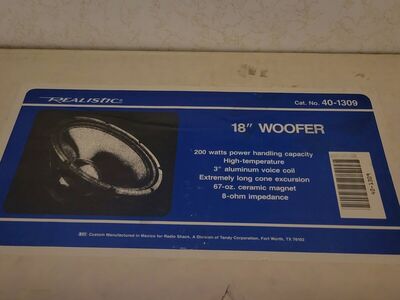 REALISTIC®
Cat. No. 40-1309
18" WOOFER
200 watts power handling capacity
High-temperature
3" aluminum voice coil
Extremely long cone excursion
67-oz. ceramic magnet
8-ohm impedance
40-1309
Custom Manufactured in Mexico for Radio Shack, A Division of Tandy Corporation, Fort Worth, TX 76102